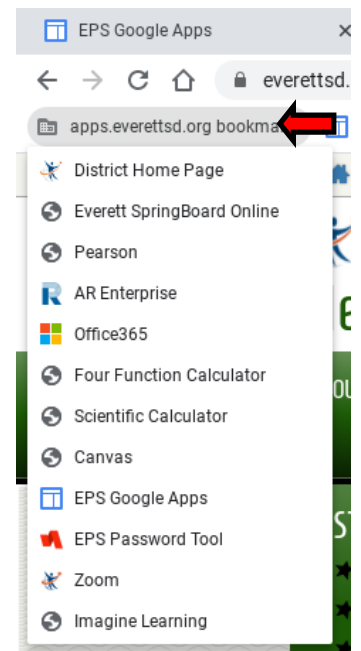 EPS Google Apps
everettsd.
apps.everettsd.org bookma
District Home Page
Everett SpringBoard Online
Pearson
AR Enterprise
Office365
Four Function Calculator
Scientific Calculator
Canvas
EPS Google Apps
EPS Password Tool
Zoom
Imagine Learning